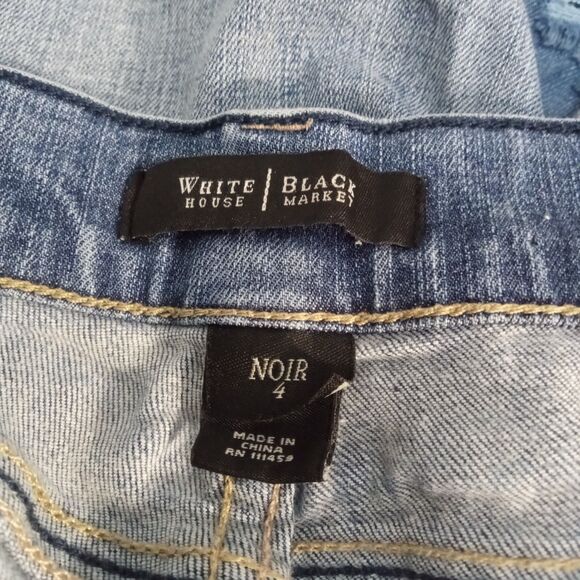 WHITE | BLACK
HOUSE | MARKET
NOIR
4
MADE IN
CHINA
RN 111459